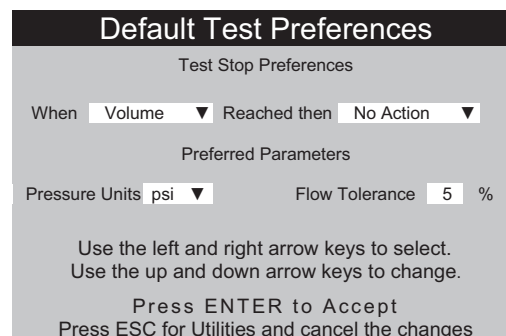 Default Test Preferences
Test Stop Preferences
When Volume ▼ Reached then No Action ▼
Preferred Parameters
Pressure Units psi ▼ Flow Tolerance 5 %
Use the left and right arrow keys to select.
Use the up and down arrow keys to change.
Press ENTER to Accept
Press ESC for Utilities and cancel the changes